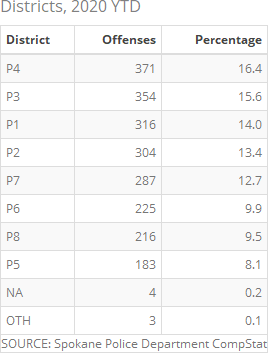 Districts, 2020 YTD
District Offenses Percentage
P4 371 16.4
P3 354 15.6
P1 316 14.0
P2 304 13.4
P7 287 12.7
P6 225 9.9
P8 216 9.5
P5 183 8.1
NA 4 0.2
OTH 3 0.1
SOURCE: Spokane Police Department CompStat